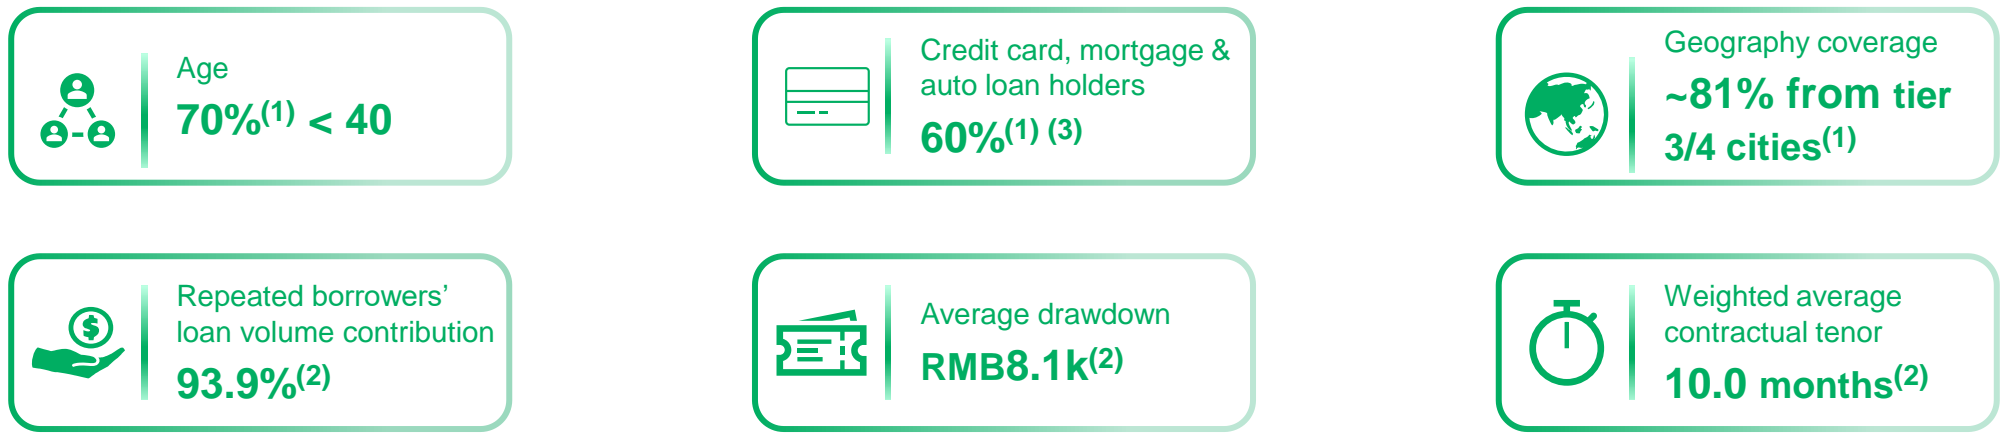 Age
70%(1) < 40
Credit card, mortgage &
auto loan holders
60%(1) (3)
Geography coverage
~81% from tier
3/4 cities(1)
Repeated borrowers’
loan volume contribution
93.9%(2)
Average drawdown
RMB8.1k(2)
Weighted average
contractual tenor
10.0 months(2)